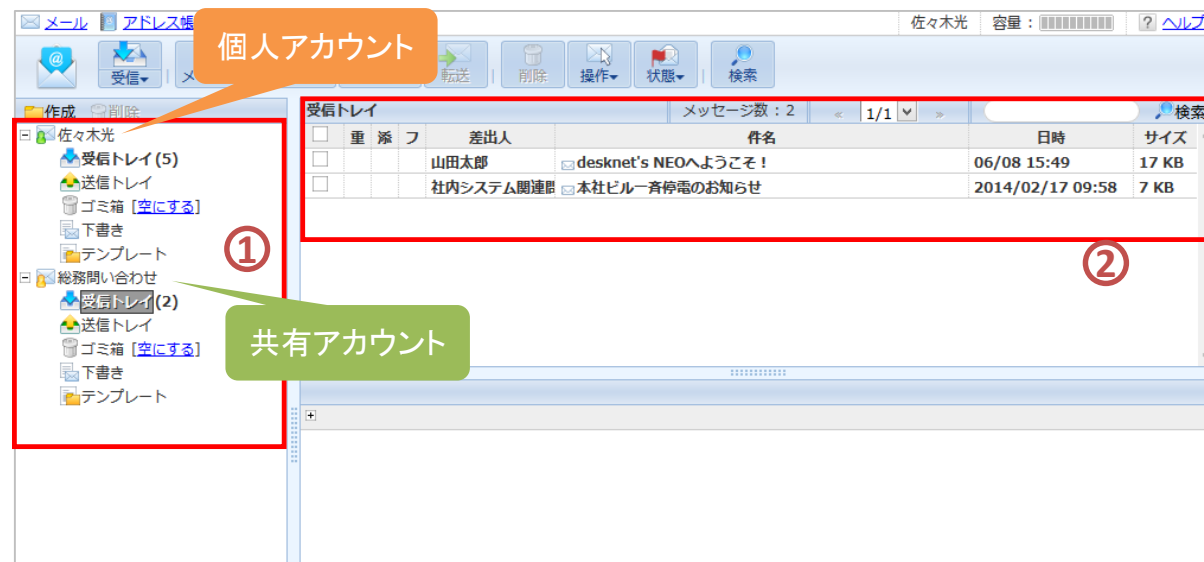 メール アドレス帳 佐々木光 容量： ? ヘルプ
個人アカウント
受信 メ 転送 削除 操作 状態 検索
作成 削除
受信トレイ メッセージ数：2 « 1/1 » 検索
重 添 フ 差出人 件名 日時 サイズ
山田太郎 desknet's NEOへようこそ！ 06/08 15:49 17 KB
社内システム関連 本社ビル一斉停電のお知らせ 2014/02/17 09:58 7 KB
佐々木光
受信トレイ(5)
送信トレイ
ゴミ箱 [空にする]
下書き
テンプレート
①
総務問い合わせ
受信トレイ(2)
送信トレイ
ゴミ箱 [空にする]
下書き
テンプレート
②
共有アカウント